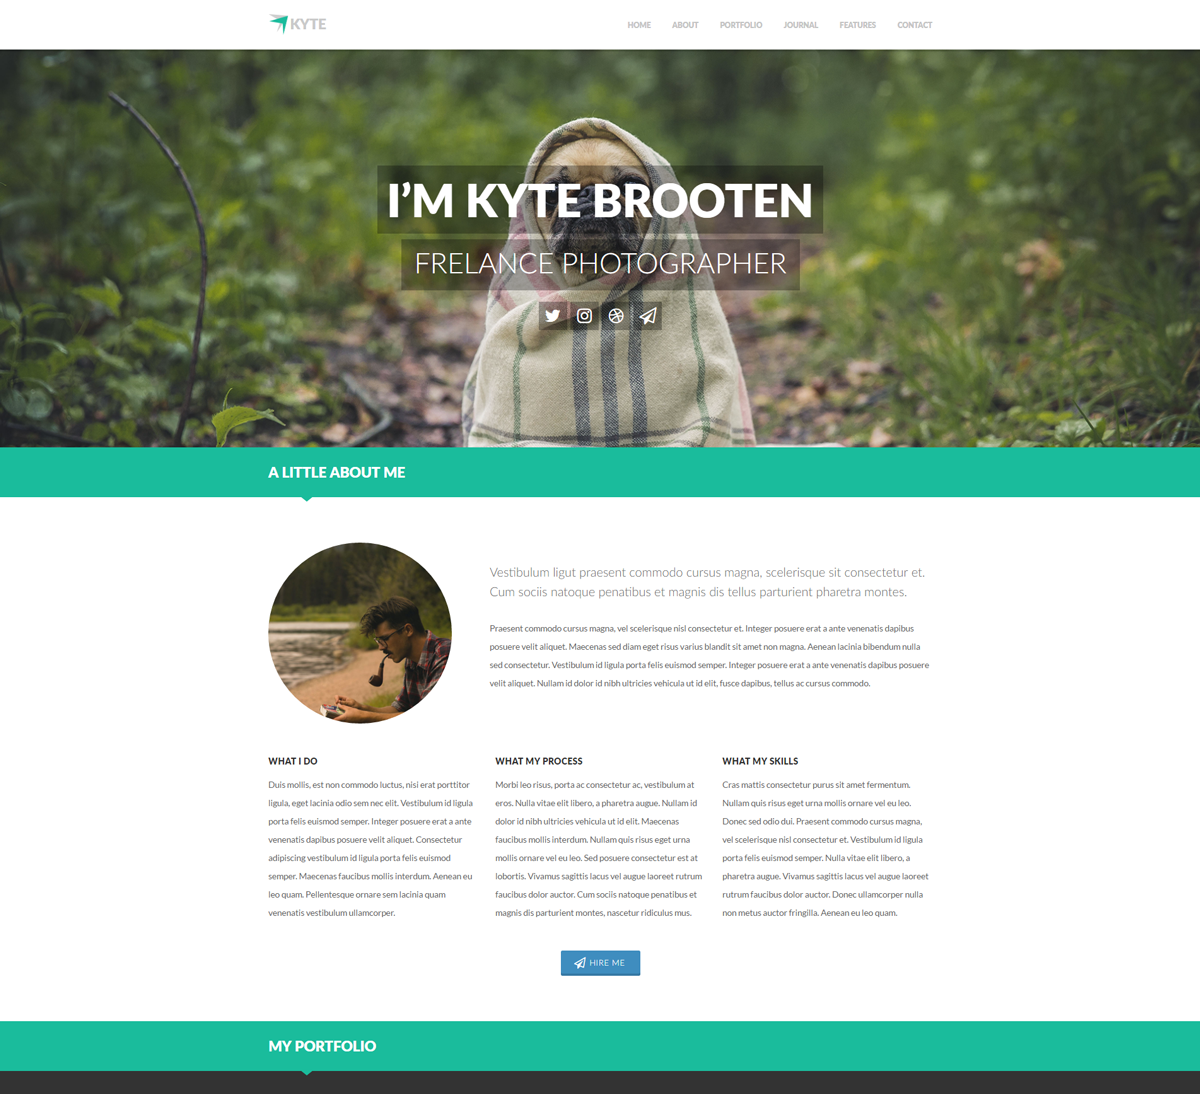 KYTE
HOME ABOUT PORTFOLIO JOURNAL FEATURES CONTACT
I'M KYTE BROOTEN
FRELANCE PHOTOGRAPHER
A LITTLE ABOUT ME
Vestibulum ligut praesent commodo cursus magna, scelerisque sit consectetur et.
Cum sociis natoque penatibus et magnis dis tellus parturient pharetra montes.
Praesent commodo cursus magna, vel scelerisque nisl consectetur et. Integer posuere erat a ante venenatis dapibus
posuere velit aliquet. Maecenas sed diam eget risus varius blandit sit amet non magna. Aenean lacinia bibendum nulla
sed consectetur. Vestibulum id ligula porta felis euismod semper. Integer posuere erat a ante venenatis dapibus posuere
velit aliquet. Nullam id dolor id nibh ultricies vehicula ut id elit, fusce dapibus, tellus ac cursus commodo.
WHAT I DO
Duis mollis, est non commodo luctus, nisi erat porttitor
ligula, eget lacinia odio sem nec elit. Vestibulum id ligula
porta felis euismod semper. Integer posuere erat a ante
venenatis dapibus posuere velit aliquet. Consectetur
adipiscing vestibulum id ligula porta felis euismod
semper. Maecenas faucibus mollis interdum. Aenean eu
leo quam. Pellentesque ornare sem lacinia quam
venenatis vestibulum ullamcorper.
WHAT MY PROCESS
Morbi leo risus, porta ac consectetur ac, vestibulum at
eros. Nulla vitae elit libero, a pharetra augue. Nullam id
dolor id nibh ultricies vehicula ut id elit. Maecenas
faucibus mollis interdum. Nullam quis risus eget urna
mollis ornare vel eu leo. Sed posuere consectetur est at
lobortis. Vivamus sagittis lacus vel augue laoreet rutrum
faucibus dolor auctor. Cum sociis natoque penatibus et
magnis dis parturient montes, nascetur ridiculus mus.
WHAT MY SKILLS
Cras mattis consectetur purus sit amet fermentum.
Nullam quis risus eget urna mollis ornare vel eu leo.
Donec sed odio dui. Praesent commodo cursus magna,
vel scelerisque nisl consectetur et. Vestibulum id ligula
porta felis euismod semper. Nulla vitae elit libero, a
pharetra augue. Vivamus sagittis lacus vel augue laoreet
rutrum faucibus dolor auctor. Donec ullamcorper nulla
non metus auctor fringilla. Aenean eu leo quam.
HIRE ME
MY PORTFOLIO